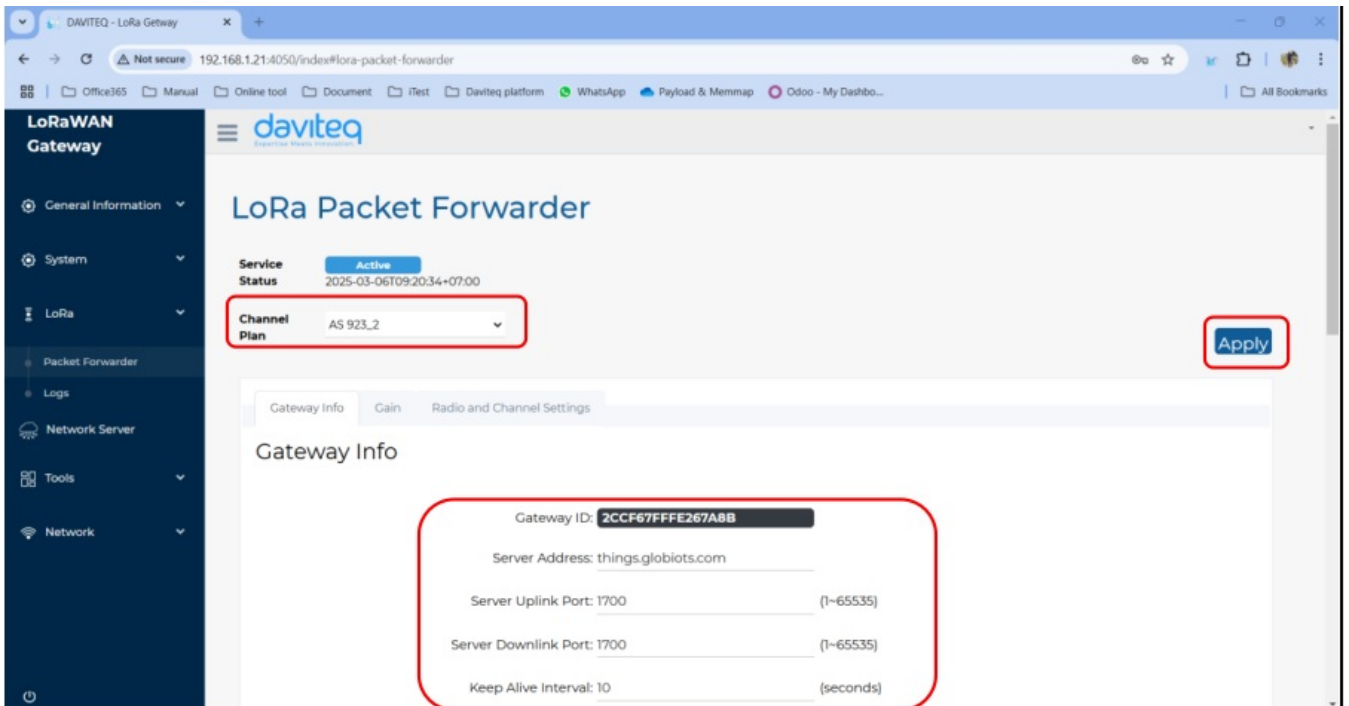 DAVITEQ - LoRa Getway
Not secure 192.168.1.21:4050/index#lora-packet-forwarder
Office365 Manual Online tool Document iTest Daviteq platform WhatsApp Payload & Memmap Odoo - My Dashbo... All Bookmarks
LoRaWAN
Gateway
General Information
System
LoRa
Packet Forwarder
Logs
Network Server
Tools
Network
daviteq
Expertise Meets Innovation.
LoRa Packet Forwarder
Service
Status
Active
2025-03-06T09:20:34+07:00
Channel
Plan
AS 923_2
Apply
Gateway Info Gain Radio and Channel Settings
Gateway Info
Gateway ID: 2CCF67FFFE267A8B
Server Address: things.globiots.com
Server Uplink Port: 1700 (1~65535)
Server Downlink Port: 1700 (1~65535)
Keep Alive Interval: 10 (seconds)